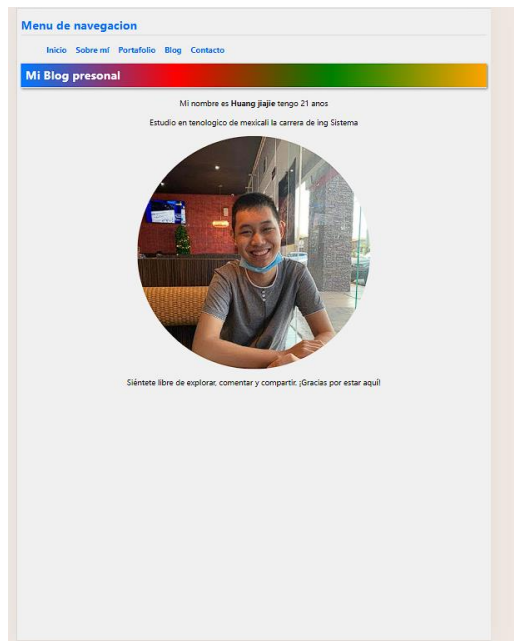 Menu de navegacion
Inicio Sobre mí Portafolio Blog Contacto
Mi Blog presonal
Mi nombre es Huang jiajie tengo 21 anos
Estudio en tenologico de mexicali la carrera de ing Sistema
Siéntete libre de explorar, comentar y compartir. ¡Gracias por estar aquí!